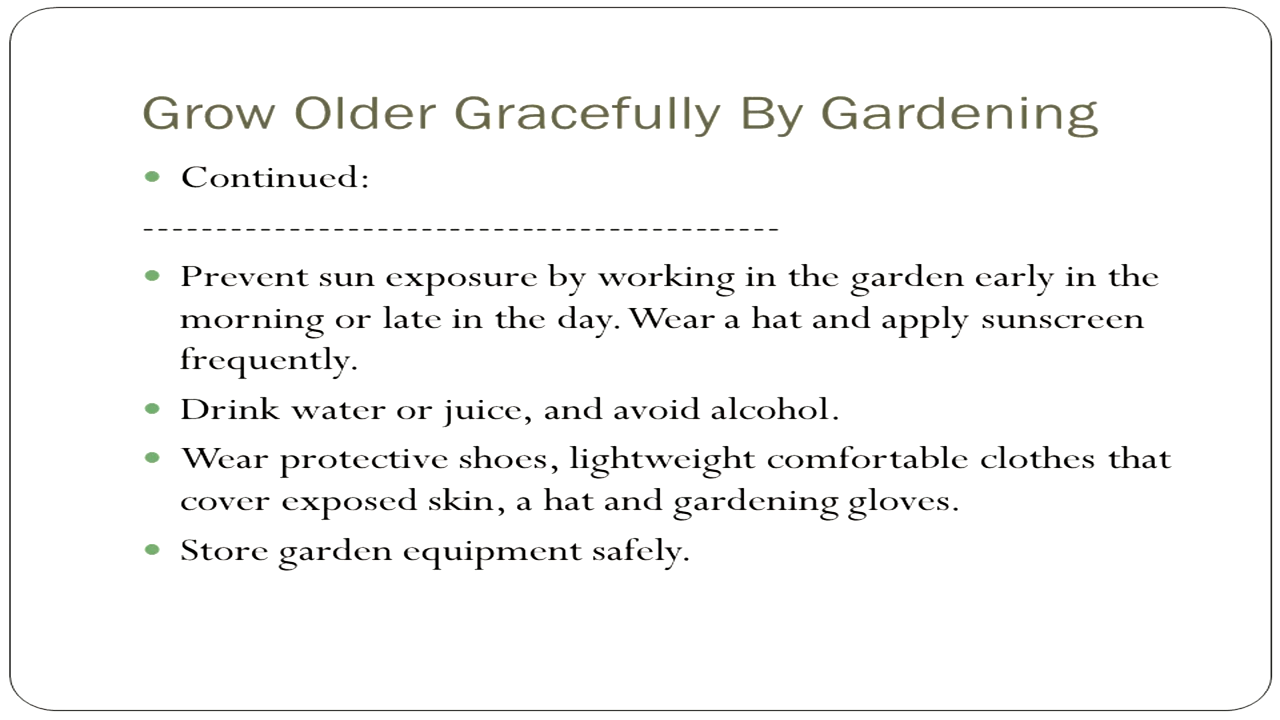 Grow Older Gracefully By Gardening
• Continued:
--------------------------------------------
• Prevent sun exposure by working in the garden early in the
morning or late in the day. Wear a hat and apply sunscreen
frequently.
• Drink water or juice, and avoid alcohol.
• Wear protective shoes, lightweight comfortable clothes that
cover exposed skin, a hat and gardening gloves.
• Store garden equipment safely.